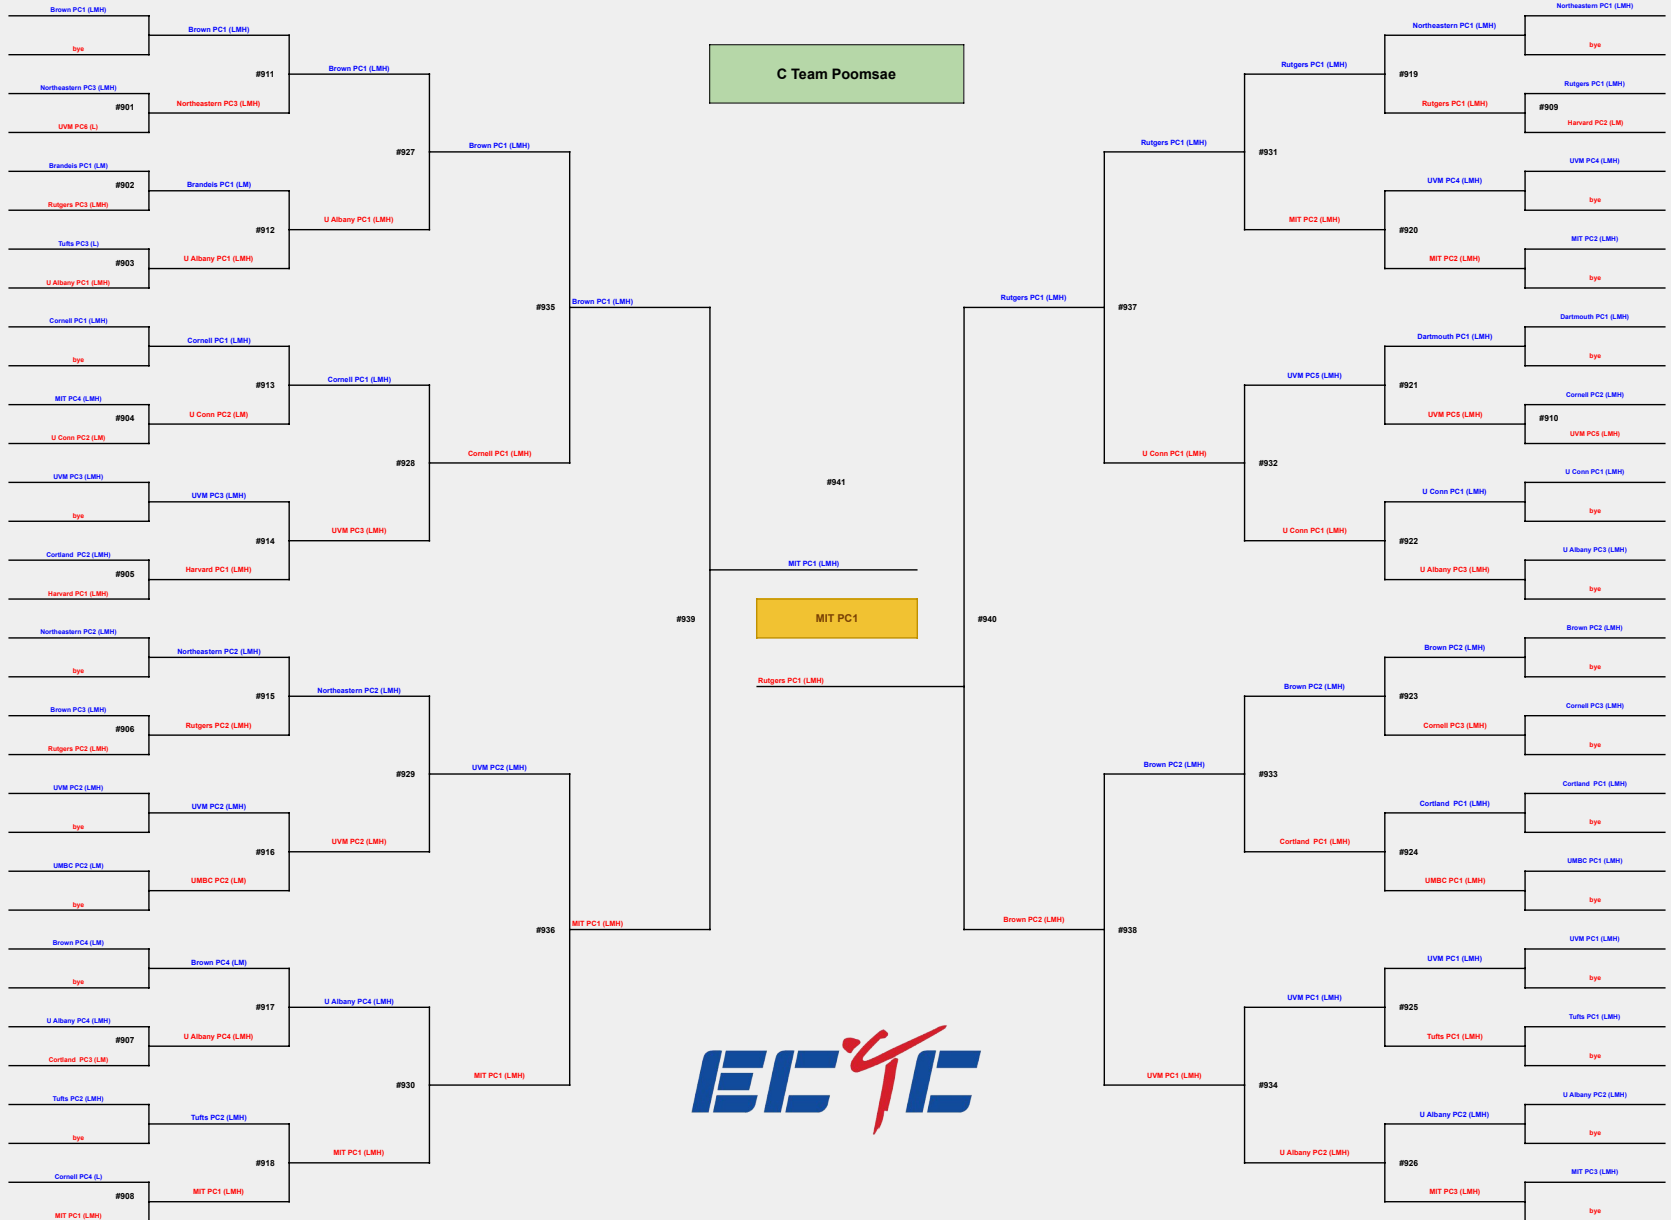 C Team Poomsae
Brown PC1 (LMH)
bye
Northeastern PC3 (LMH)
#901
UVM PC6 (L)
Brandeis PC1 (LM)
#902
Rutgers PC3 (LMH)
Tufts PC3 (L)
#903
U Albany PC1 (LMH)
Cornell PC1 (LMH)
bye
MIT PC4 (LMH)
#904
U Conn PC2 (LM)
UVM PC3 (LMH)
bye
Cortland PC2 (LMH)
#905
Harvard PC1 (LMH)
Northeastern PC2 (LMH)
bye
Brown PC3 (LMH)
#906
Rutgers PC2 (LMH)
UVM PC2 (LMH)
bye
UMBC PC2 (LM)
bye
Brown PC4 (LM)
bye
U Albany PC4 (LMH)
#907
Cortland PC3 (LM)
Tufts PC2 (LMH)
bye
Cornell PC4 (L)
#908
MIT PC1 (LMH)
Brown PC1 (LMH)
#911
Northeastern PC3 (LMH)
Brandeis PC1 (LM)
#912
U Albany PC1 (LMH)
Cornell PC1 (LMH)
#913
U Conn PC2 (LM)
UVM PC3 (LMH)
#914
Harvard PC1 (LMH)
Northeastern PC2 (LMH)
#915
Rutgers PC2 (LMH)
UVM PC2 (LMH)
#916
UMBC PC2 (LM)
Brown PC4 (LM)
#917
U Albany PC4 (LMH)
Tufts PC2 (LMH)
#918
MIT PC1 (LMH)
Brown PC1 (LMH)
#927
U Albany PC1 (LMH)
Cornell PC1 (LMH)
#928
UVM PC3 (LMH)
Northeastern PC2 (LMH)
#929
UVM PC2 (LMH)
U Albany PC4 (LMH)
#930
MIT PC1 (LMH)
Brown PC1 (LMH)
#935
Cornell PC1 (LMH)
UVM PC2 (LMH)
#936
MIT PC1 (LMH)
Brown PC1 (LMH)
#939
MIT PC1 (LMH)
#941
MIT PC1 (LMH)
MIT PC1
Rutgers PC1 (LMH)
ECTC
Rutgers PC1 (LMH)
#940
Brown PC2 (LMH)
Rutgers PC1 (LMH)
#937
U Conn PC1 (LMH)
Brown PC2 (LMH)
#938
UVM PC1 (LMH)
Rutgers PC1 (LMH)
#931
MIT PC2 (LMH)
UVM PC5 (LMH)
#932
U Conn PC1 (LMH)
Brown PC2 (LMH)
#933
Cortland PC1 (LMH)
UVM PC1 (LMH)
#934
U Albany PC2 (LMH)
Northeastern PC1 (LMH)
#919
Rutgers PC1 (LMH)
UVM PC4 (LMH)
#920
MIT PC2 (LMH)
Dartmouth PC1 (LMH)
#921
UVM PC5 (LMH)
U Conn PC1 (LMH)
#922
U Albany PC3 (LMH)
Brown PC2 (LMH)
#923
Cornell PC3 (LMH)
Cortland PC1 (LMH)
#924
UMBC PC1 (LMH)
UVM PC1 (LMH)
#925
Tufts PC1 (LMH)
U Albany PC2 (LMH)
#926
MIT PC3 (LMH)
Northeastern PC1 (LMH)
bye
Rutgers PC1 (LMH)
#909
Harvard PC2 (LM)
UVM PC4 (LMH)
bye
MIT PC2 (LMH)
bye
Dartmouth PC1 (LMH)
bye
Cornell PC2 (LMH)
#910
UVM PC5 (LMH)
U Conn PC1 (LMH)
bye
U Albany PC3 (LMH)
bye
Brown PC2 (LMH)
bye
Cornell PC3 (LMH)
bye
Cortland PC1 (LMH)
bye
UMBC PC1 (LMH)
bye
UVM PC1 (LMH)
bye
Tufts PC1 (LMH)
bye
U Albany PC2 (LMH)
bye
MIT PC3 (LMH)
bye